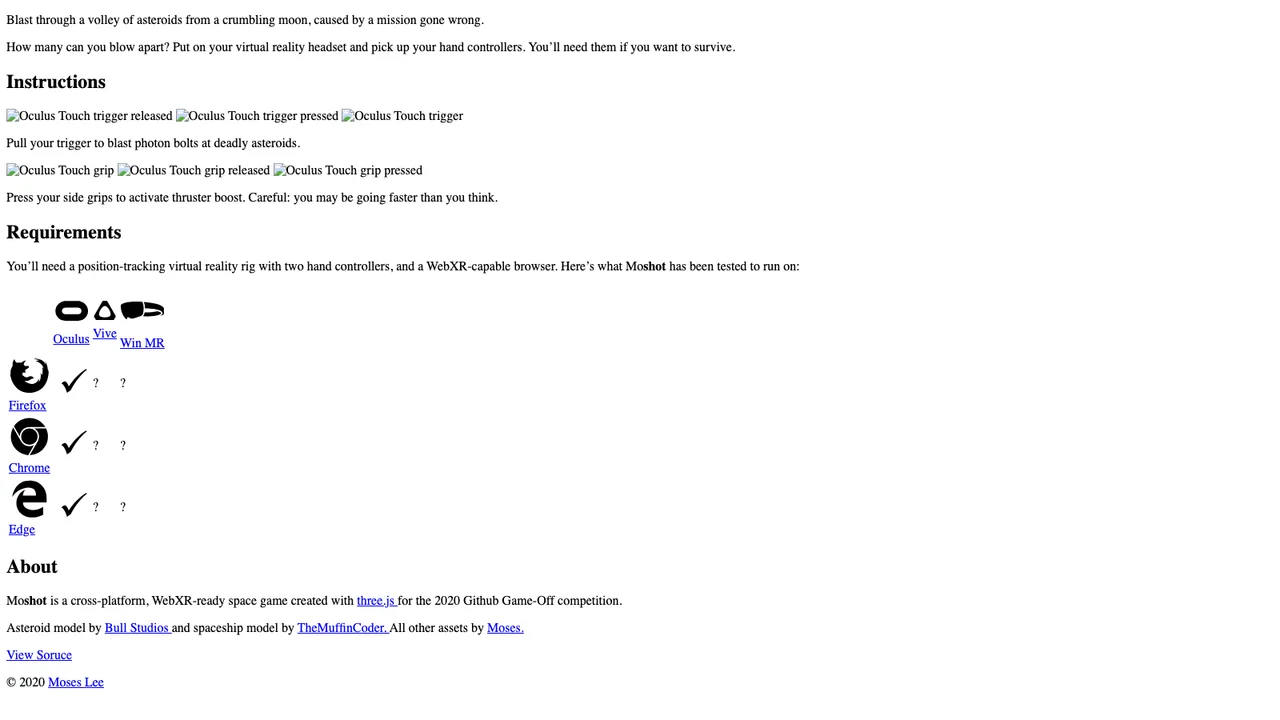 Blast through a volley of asteroids from a crumbling moon, caused by a mission gone wrong.
How many can you blow apart? Put on your virtual reality headset and pick up your hand controllers. You’ll need them if you want to survive.
Instructions
Oculus Touch trigger released Oculus Touch trigger pressed Oculus Touch trigger
Pull your trigger to blast photon bolts at deadly asteroids.
Oculus Touch grip Oculus Touch grip released Oculus Touch grip pressed
Press your side grips to activate thruster boost. Careful: you may be going faster than you think.
Requirements
You’ll need a position-tracking virtual reality rig with two hand controllers, and a WebXR-capable browser. Here’s what Moshot has been tested to run on:
Oculus Vive Win MR
? ?
Firefox
? ?
Chrome
? ?
Edge
About
Moshot is a cross-platform, WebXR-ready space game created with three.js for the 2020 Github Game-Off competition.
Asteroid model by Bull Studios and spaceship model by TheMuffinCoder. All other assets by Moses.
View Soruce
© 2020 Moses Lee